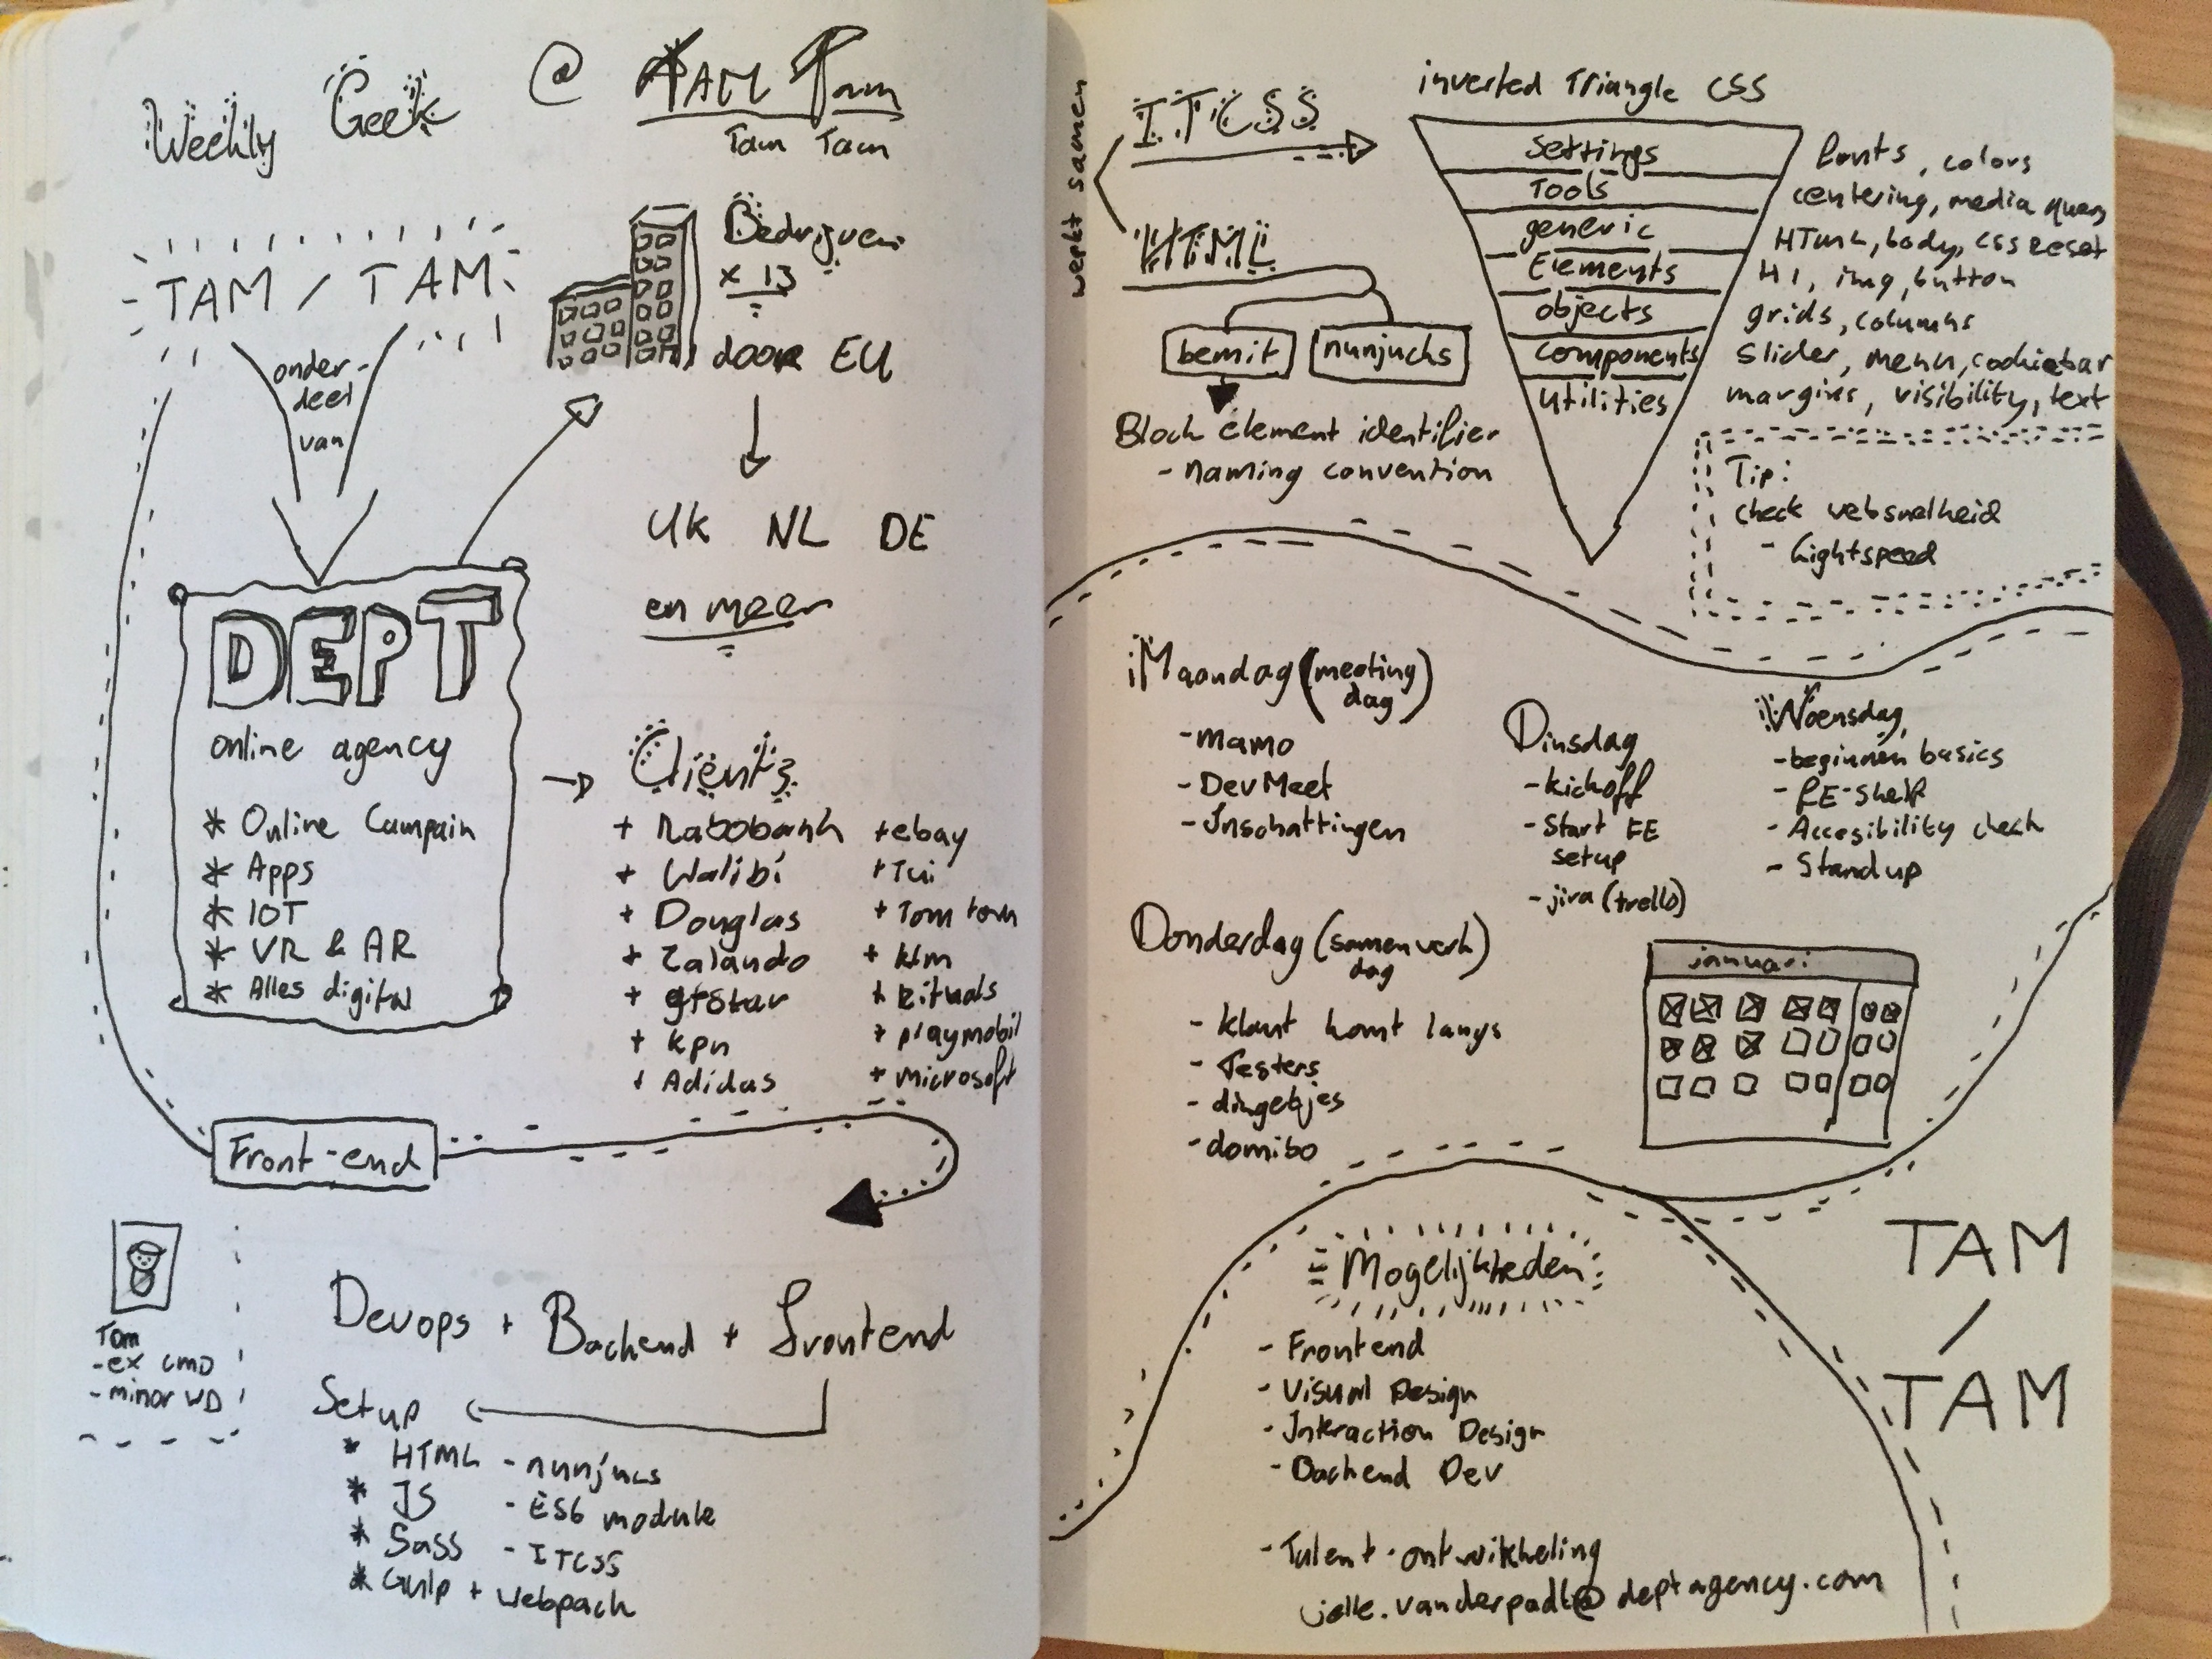 Weekly Geek @ TAM Tam
Tam Tam
TAM / TAM
onder-
deel
van
Bedrijven
x 13
door EU
UK NL DE
en meer
DEPT
online agency
* Online Campain
* Apps
* IOT
* VR & AR
* Alles digital
Clients
+ Rabobank
+ Walibi
+ Douglas
+ Zalando
+ gfstar
+ kpn
+ Adidas
+ ebay
+ Tui
+ Tom tom
+ klm
+ Rituals
+ playmobil
+ microsoft
Front-end
Tom
- ex CMD
- minor WD
Devops + Backend + Frontend
Setup
* HTML - nunjucs
* JS - ES6 module
* Sass - ITCSS
* Gulp + Webpack
werkt samen
ITCSS
HTML
bemit
nunjucks
Block element identifier
- naming convention
inverted Triangle CSS
Settings
Tools
generic
Elements
objects
components
utilities
fonts, colors
centering, media query
HTML, body, css reset
H1, img, button
grids, columns
Slider, menu, cookiebar
margins, visibility, text
Tip:
check websnelheid
- lightspeed
Maandag (meeting
dag)
- mamo
- DevMeet
- Inschattingen
Dinsdag
- kickoff
- Start FE
setup
- jira (trello)
Woensdag
- beginnen basics
- FE-shelf
- Accesibility check
- Standup
Donderdag (samenwerk
dag)
- klant komt langs
- Testers
- dingetjes
- domibo
januari
Mogelijkheden
- Frontend
- Visual Design
- Interaction Design
- Backend Dev
- Talent-ontwikkeling
jelle.vanderpadt@deptagency.com
TAM
/
TAM